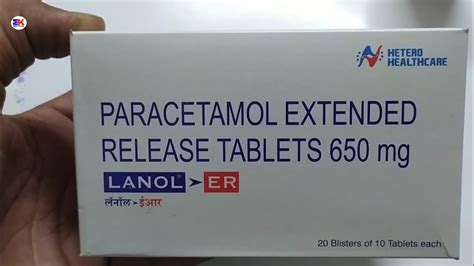 HETERO
HEALTHCARE
PARACETAMOL EXTENDED
RELEASE TABLETS 650 mg
LANOL ER
लॅनॉल ईआर
20 Blisters of 10 Tablets each